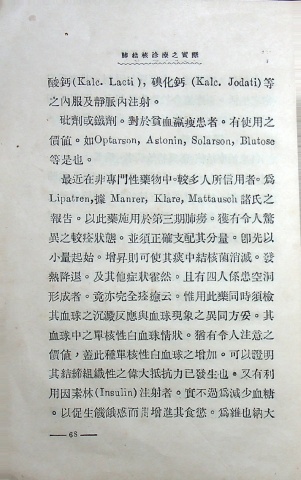 肺結核診療之實際
酸鈣(Kalc. Lacti), 碘化鈣 (Kalc. Jodati) 等
之內服及靜脈內注射。
砒劑或鐵劑。對於貧血羸瘦患者。有使用之
價值。如Optarson, Astonin, Solarson, Blutose
等是也。
最近在非專門性藥物中。較多人所信用者。爲
Lipatren,據 Manrer, Klare, Mattausch 諸氏之
報告。以此藥施用於第三期肺癆。獲有令人驚
異之較痊狀態。並須正確支配其分量。卽先以
小量起始。增昇則可使其痰中結核菌消減。發
熱降退。及其他症狀霍然。且有四人係患空洞
形成者。竟亦完全痊癒云。惟用此藥同時須檢
其血球之沉澱反應與血球現象之異同方妥。其
血球中之單核性白血球情狀。猶有令人注意之
價値,蓋此種單核性白血球之增加。可以證明
其結締組織性之偉大抵抗力已發生也。又有利
用因素林(Insulin)注射者。實不過爲減少血糖
。以促生饑餓感而間增進其食慾。爲維也納大
— 68 —